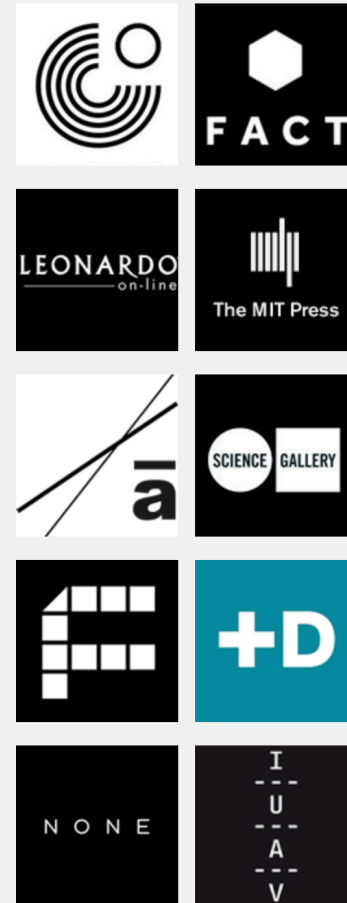 FACT
LEONARDO
on-line
The MIT Press
ā
SCIENCE GALLERY
F
+D
NONE
I
U
A
V